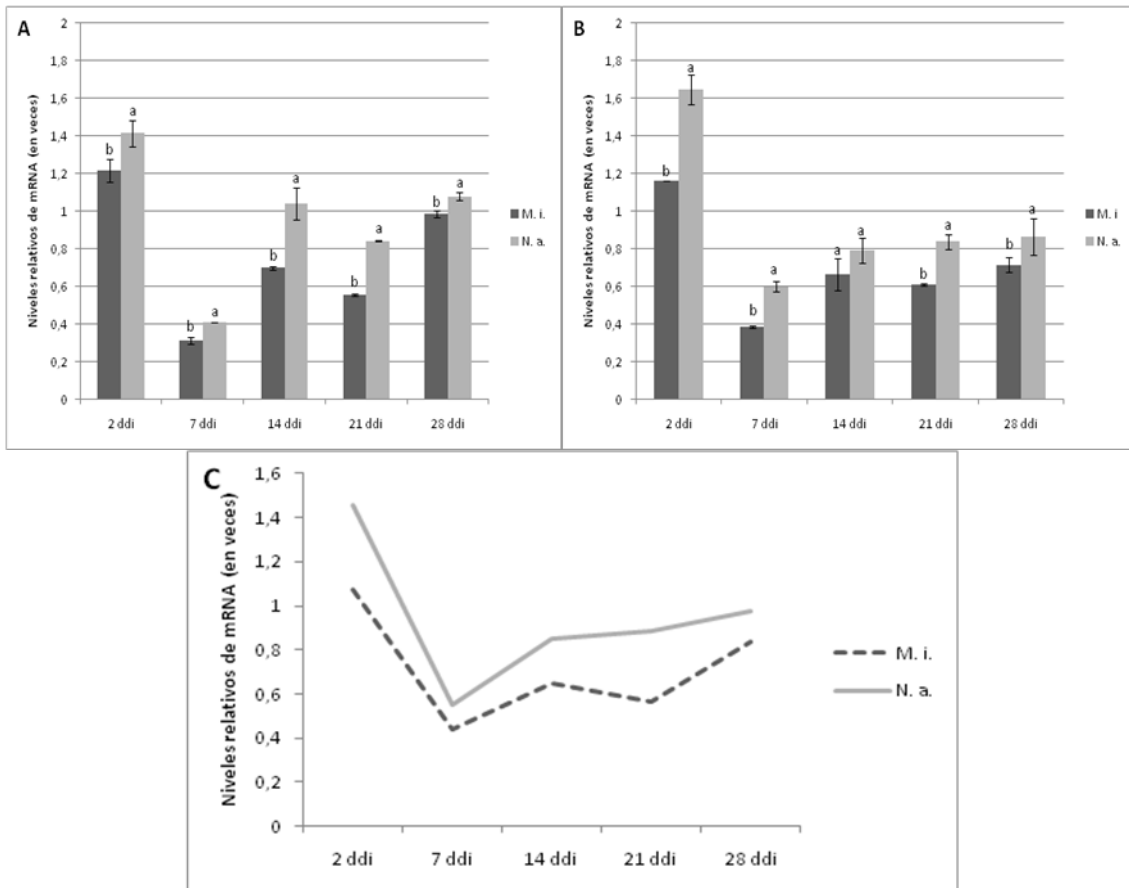 A
Niveles relativos de mRNA (en veces)
2
1,8
1,6
1,4
1,2
1
0,8
0,6
0,4
0,2
0
b a b a b a b a b a
2 ddi 7 ddi 14 ddi 21 ddi 28 ddi
M. i.
N. a.
B
Niveles relativos de mRNA (en veces)
2
1,8
1,6
1,4
1,2
1
0,8
0,6
0,4
0,2
0
b a b a a a b a b a
2 ddi 7 ddi 14 ddi 21 ddi 28 ddi
M. i
N. a.
C
Niveles relativos de mRNA (en veces)
1,6
1,4
1,2
1
0,8
0,6
0,4
0,2
0
2 ddi 7 ddi 14 ddi 21 ddi 28 ddi
M. i.
N. a.